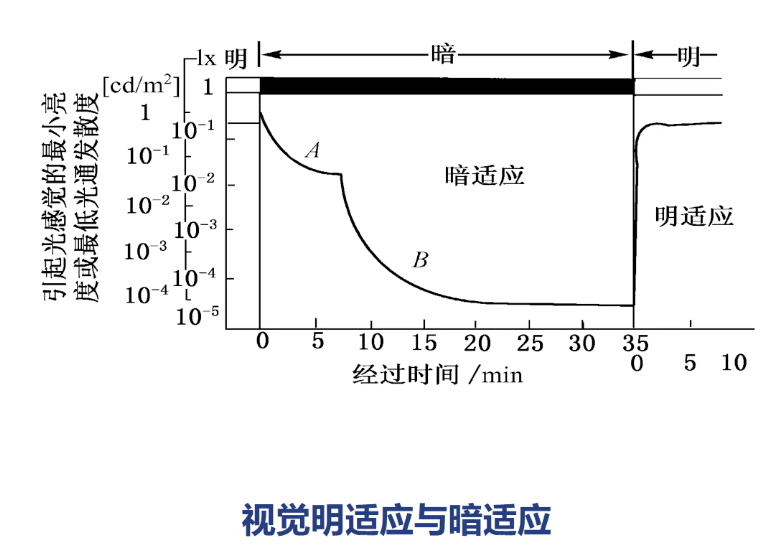 lx 明 暗 明
[cd/m²] 1
1
10⁻¹
10⁻¹
10⁻²
10⁻²
10⁻³
10⁻³
10⁻⁴
10⁻⁴
10⁻⁵
引起光感觉的最小亮
度或最低光通发散度
A
暗适应
明适应
B
0 5 10 15 20 25 30 35
0 5 10
经过时间 /min
视觉明适应与暗适应